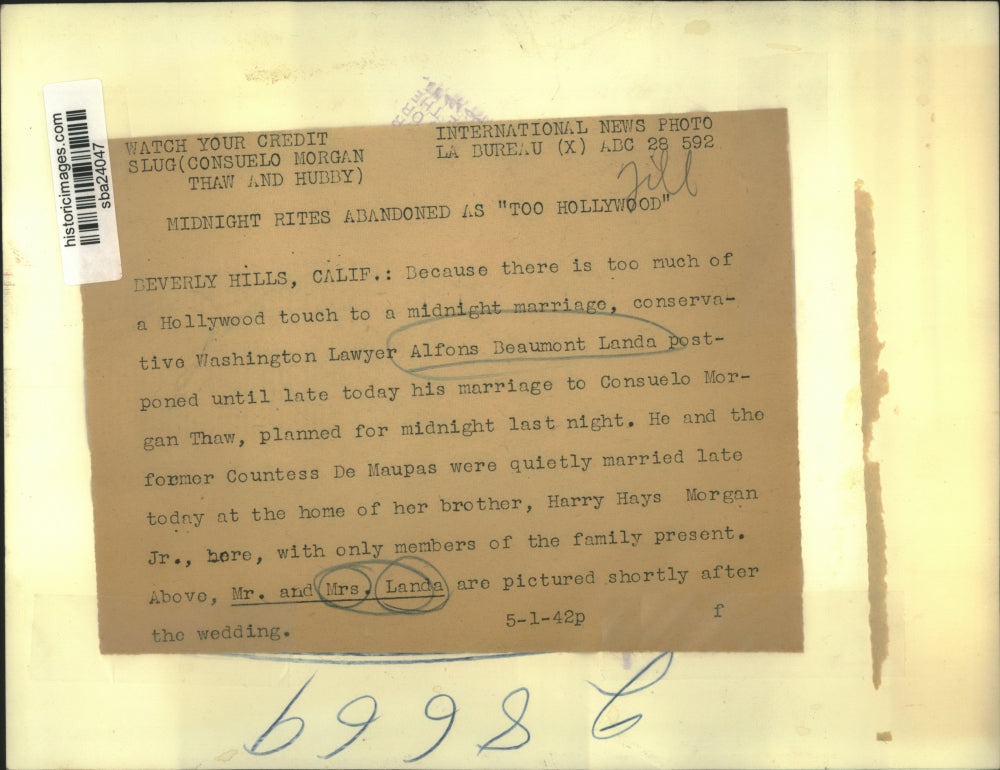 historicimages.com
sba24047
WATCH YOUR CREDIT
INTERNATIONAL NEWS PHOTO
SLUG(CONSUELO MORGAN
LA BUREAU (X) ABC 28 592
THAW AND HUBBY)
MIDNIGHT RITES ABANDONED AS "TOO HOLLYWOOD"
BEVERLY HILLS, CALIF.: Because there is too much of
a Hollywood touch to a midnight marriage, conserva-
tive Washington Lawyer Alfons Beaumont Landa post-
poned until late today his marriage to Consuelo Mor-
gan Thaw, planned for midnight last night. He and the
former Countess De Maupas were quietly married late
today at the home of her brother, Harry Hays Morgan
Jr., here, with only members of the family present.
Above, Mr. and Mrs. Landa are pictured shortly after
the wedding.
5-1-42p
f